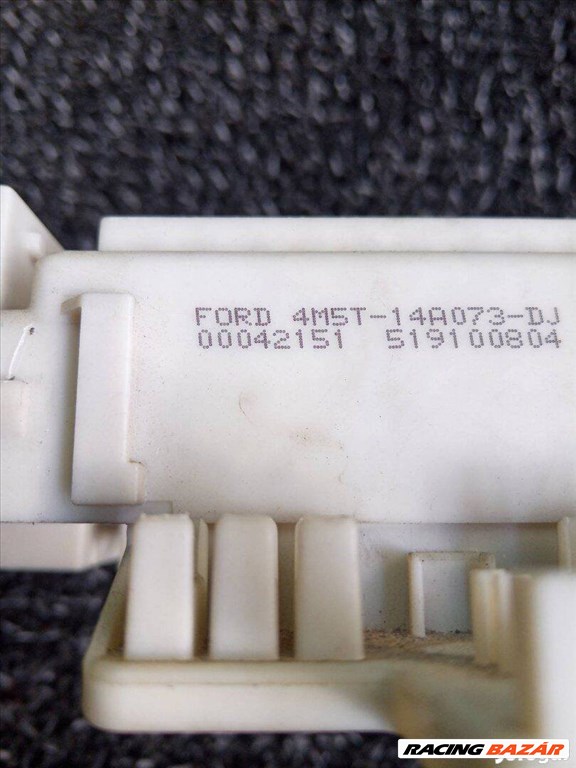 FORD 4M5T-14A073-DJ
00042151 519100804
RACING BAZÁR